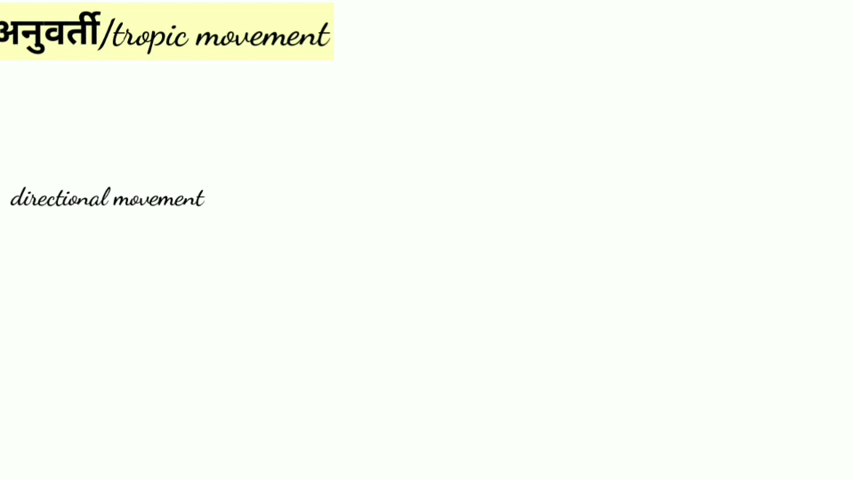 अनुवर्ती/tropic movement
directional movement